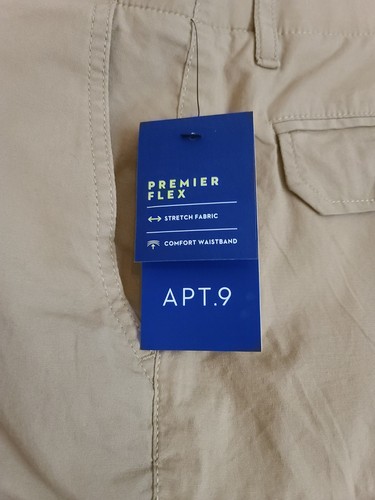 PREMIER
FLEX
STRETCH FABRIC
COMFORT WAISTBAND
APT.9